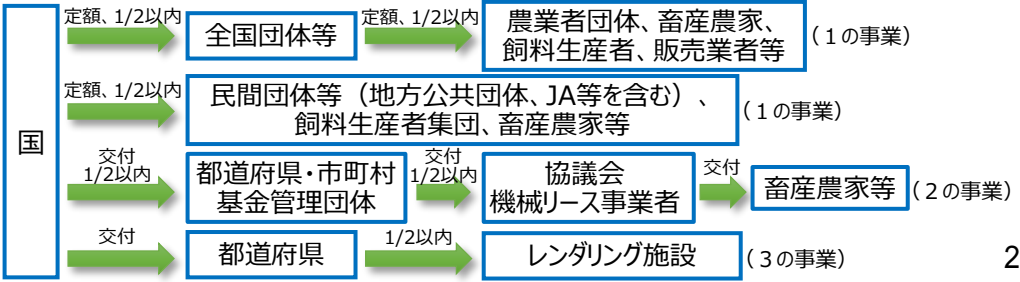 国
定額、1/2以内
全国団体等
定額、1/2以内
農業者団体、畜産農家、
飼料生産者、販売業者等
（１の事業）
定額、1/2以内
民間団体等（地方公共団体、JA等を含む）、
飼料生産者集団、畜産農家等
（１の事業）
交付
1/2以内
都道府県・市町村
基金管理団体
交付
1/2以内
協議会
機械リース事業者
交付
畜産農家等
（２の事業）
交付
都道府県
1/2以内
レンダリング施設
（３の事業）
2